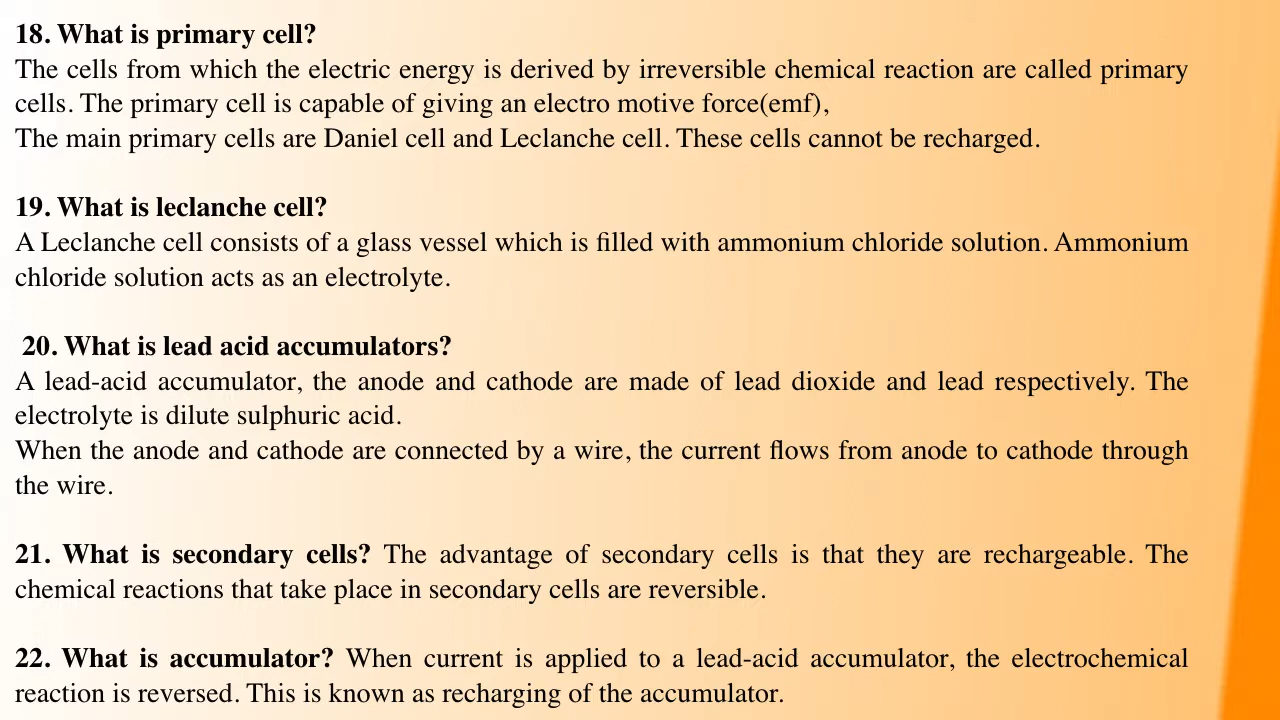 18. What is primary cell?
The cells from which the electric energy is derived by irreversible chemical reaction are called primary
cells. The primary cell is capable of giving an electro motive force(emf),
The main primary cells are Daniel cell and Leclanche cell. These cells cannot be recharged.
19. What is leclanche cell?
A Leclanche cell consists of a glass vessel which is filled with ammonium chloride solution. Ammonium
chloride solution acts as an electrolyte.
20. What is lead acid accumulators?
A lead-acid accumulator, the anode and cathode are made of lead dioxide and lead respectively. The
electrolyte is dilute sulphuric acid.
When the anode and cathode are connected by a wire, the current flows from anode to cathode through
the wire.
21. What is secondary cells? The advantage of secondary cells is that they are rechargeable. The
chemical reactions that take place in secondary cells are reversible.
22. What is accumulator? When current is applied to a lead-acid accumulator, the electrochemical
reaction is reversed. This is known as recharging of the accumulator.